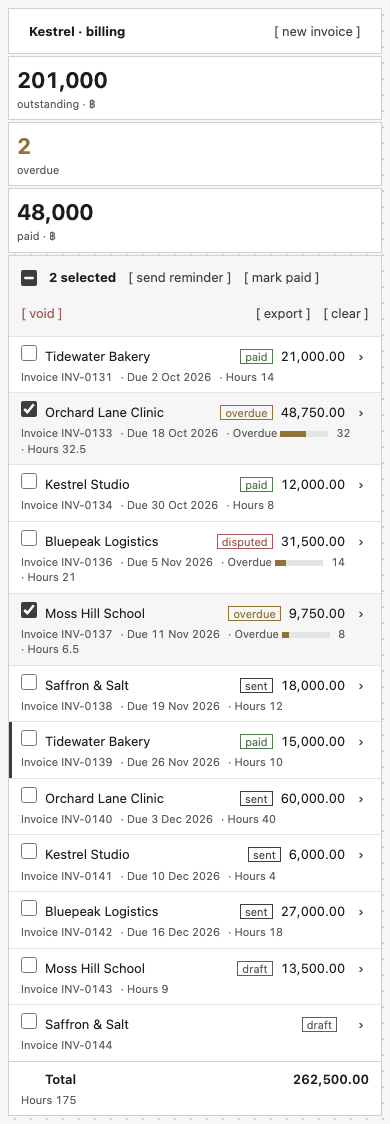 Kestrel · billing [ new invoice ]
201,000
outstanding · ฿
2
overdue
48,000
paid · ฿
2 selected [ send reminder ] [ mark paid ]
[ void ] [ export ] [ clear ]
Tidewater Bakery paid 21,000.00 ›
Invoice INV-0131 · Due 2 Oct 2026 · Hours 14
Orchard Lane Clinic overdue 48,750.00 ›
Invoice INV-0133 · Due 18 Oct 2026 · Overdue 32
· Hours 32.5
Kestrel Studio paid 12,000.00 ›
Invoice INV-0134 · Due 30 Oct 2026 · Hours 8
Bluepeak Logistics disputed 31,500.00 ›
Invoice INV-0136 · Due 5 Nov 2026 · Overdue 14
· Hours 21
Moss Hill School overdue 9,750.00 ›
Invoice INV-0137 · Due 11 Nov 2026 · Overdue 8
· Hours 6.5
Saffron & Salt sent 18,000.00 ›
Invoice INV-0138 · Due 19 Nov 2026 · Hours 12
Tidewater Bakery paid 15,000.00 ›
Invoice INV-0139 · Due 26 Nov 2026 · Hours 10
Orchard Lane Clinic sent 60,000.00 ›
Invoice INV-0140 · Due 3 Dec 2026 · Hours 40
Kestrel Studio sent 6,000.00 ›
Invoice INV-0141 · Due 10 Dec 2026 · Hours 4
Bluepeak Logistics sent 27,000.00 ›
Invoice INV-0142 · Due 16 Dec 2026 · Hours 18
Moss Hill School draft 13,500.00 ›
Invoice INV-0143 · Hours 9
Saffron & Salt draft ›
Invoice INV-0144
Total 262,500.00
Hours 175